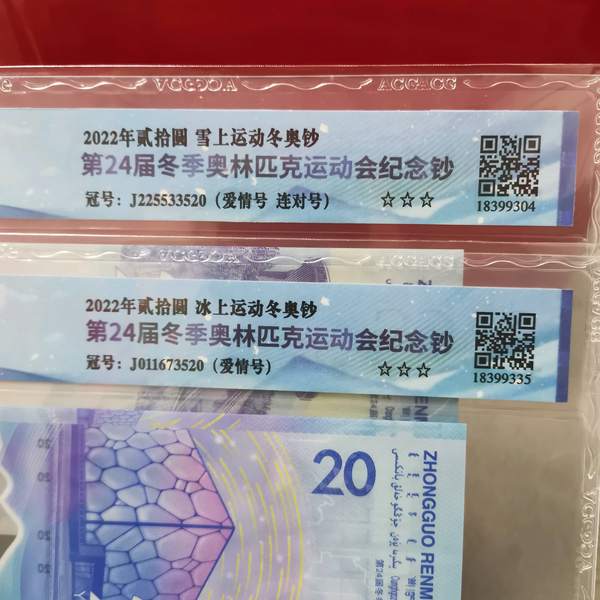 ACGACG
2022年贰拾圆 雪上运动冬奥钞
第24届冬季奥林匹克运动会纪念钞
冠号：J225533520（爱情号 连对号）
☆☆☆
18399304
ACGACG
2022年贰拾圆 冰上运动冬奥钞
第24届冬季奥林匹克运动会纪念钞
冠号：J011673520（爱情号）
☆☆☆
18399335
20
20
20
ZHONGGUO RENM